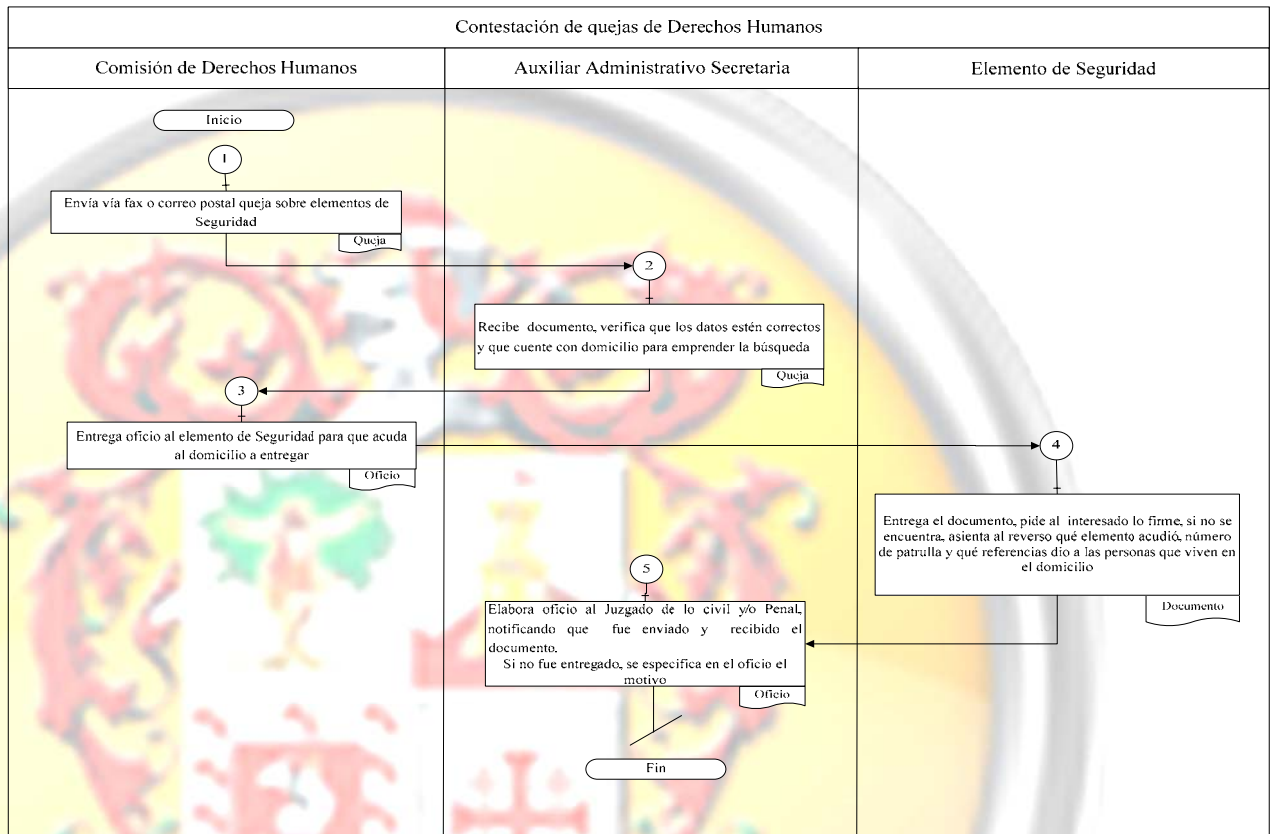 Contestación de quejas de Derechos Humanos
Comisión de Derechos Humanos
Auxiliar Administrativo Secretaria
Elemento de Seguridad
Inicio
1
Envía vía fax o correo postal queja sobre elementos de
Seguridad
Queja
2
Recibe documento, verifica que los datos estén correctos
y que cuente con domicilio para emprender la búsqueda
Queja
3
Entrega oficio al elemento de Seguridad para que acuda
al domicilio a entregar
Oficio
4
Entrega el documento, pide al interesado lo firme, si no se
encuentra, asienta al reverso qué elemento acudió, número
de patrulla y qué referencias dio a las personas que viven en
el domicilio
Documento
5
Elabora oficio al Juzgado de lo civil y/o Penal,
notificando que fue enviado y recibido el
documento.
Si no fue entregado, se especifica en el oficio el
motivo
Oficio
Fin